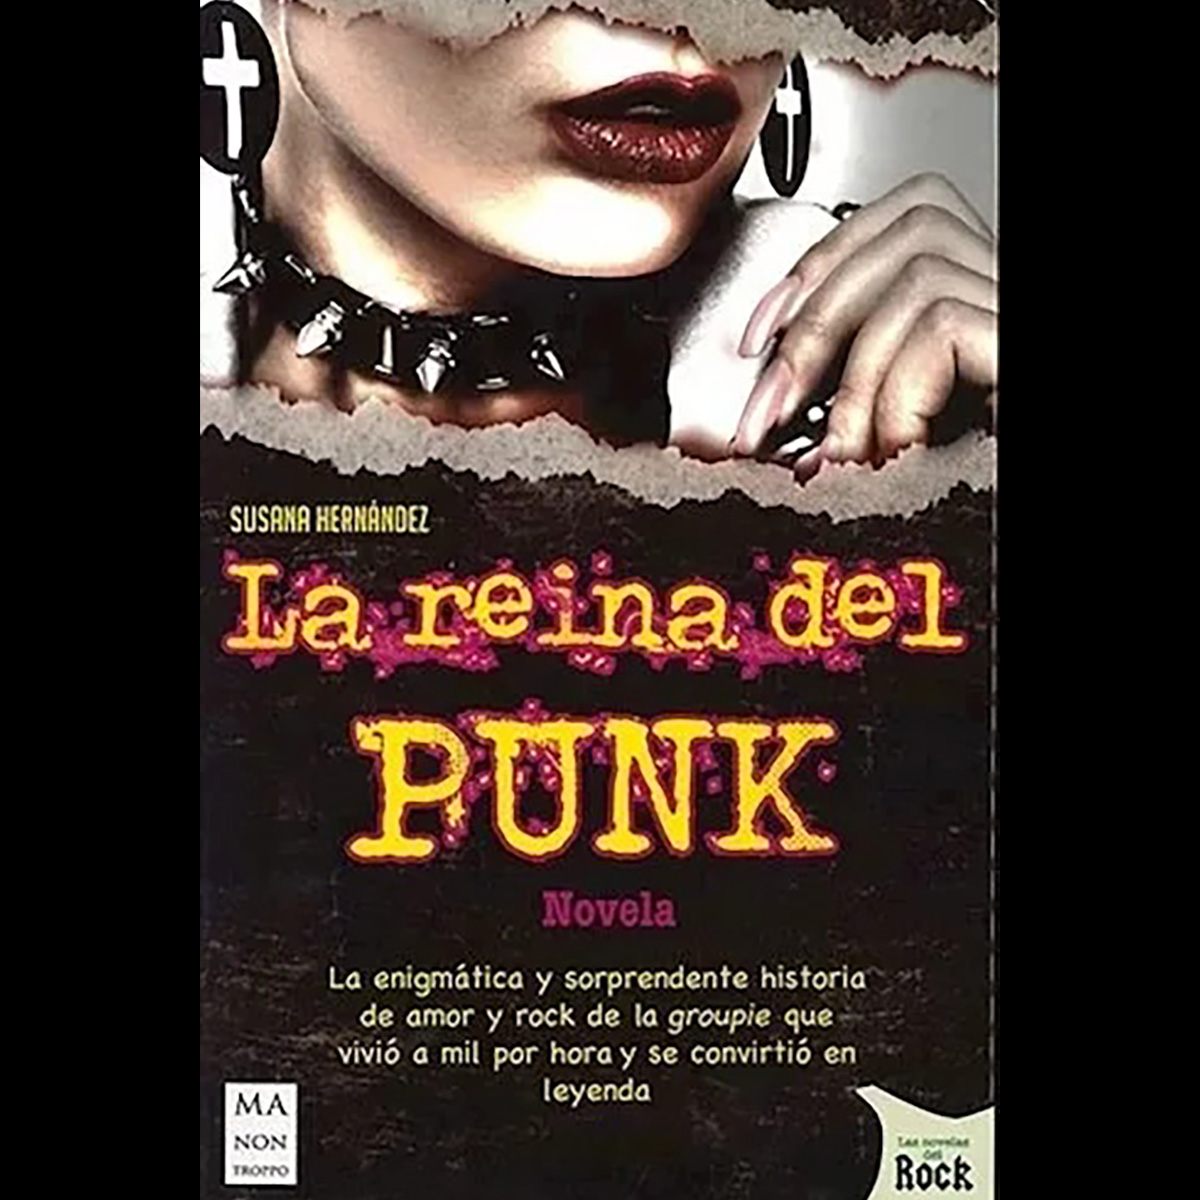 SUSANA HERNÁNDEZ
La reina del
PUNK
Novela
La enigmática y sorprendente historia
de amor y rock de la groupie que
vivió a mil por hora y se convirtió en
leyenda
MA
NON
TROPPO
Las novelas
del
Rock